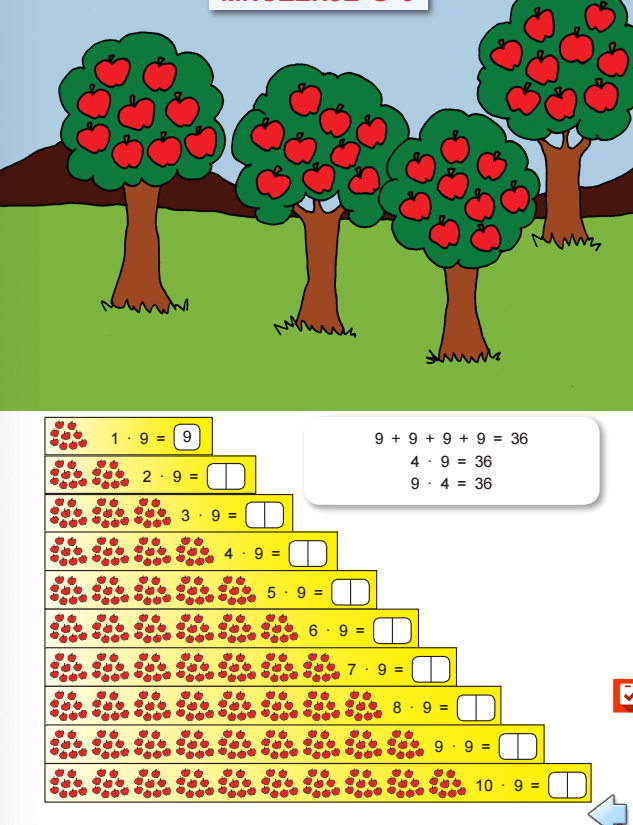 1 · 9 = 9
2 · 9 =
3 · 9 =
4 · 9 =
5 · 9 =
6 · 9 =
7 · 9 =
8 · 9 =
9 · 9 =
10 · 9 =
9 + 9 + 9 + 9 = 36
4 · 9 = 36
9 · 4 = 36